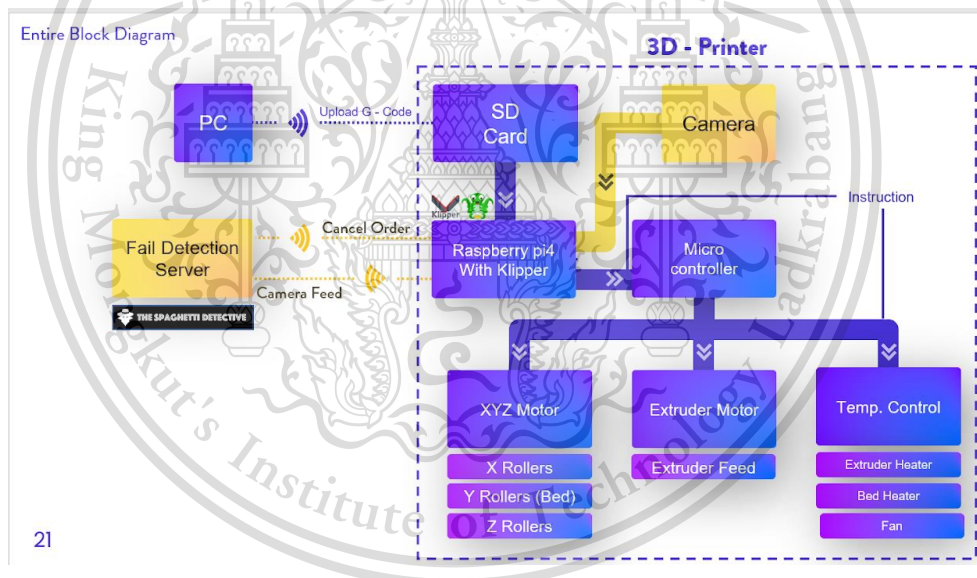 Entire Block Diagram
3D - Printer
PC
Upload G - Code
SD
Card
Camera
Instruction
Klipper
Cancel Order
Fail Detection
Server
Raspberry pi4
With Klipper
Micro
controller
Camera Feed
THE SPAGHETTI DETECTIVE
XYZ Motor
Extruder Motor
Temp. Control
X Rollers
Extruder Feed
Extruder Heater
Y Rollers (Bed)
Bed Heater
Z Rollers
Fan
21
King Mongkut's Institute of Technology Ladkrabang